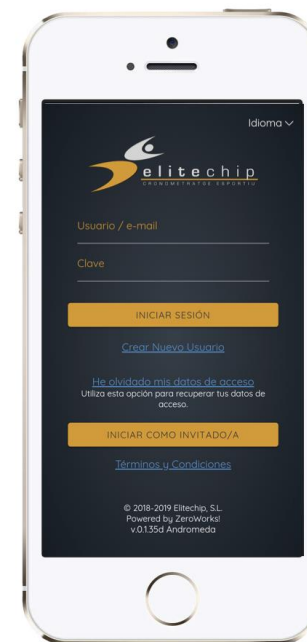 Idioma
elitechip
CRONOMETRATGE ESPORTIU
Usuario / e-mail
Clave
INICIAR SESIÓN
Crear Nuevo Usuario
He olvidado mis datos de acceso
Utiliza esta opción para recuperar tus datos de
acceso.
INICIAR COMO INVITADO/A
Términos y Condiciones
© 2018-2019 Elitechip, S.L.
Powered by ZeroWorks!
v.0.1.35d Andromeda